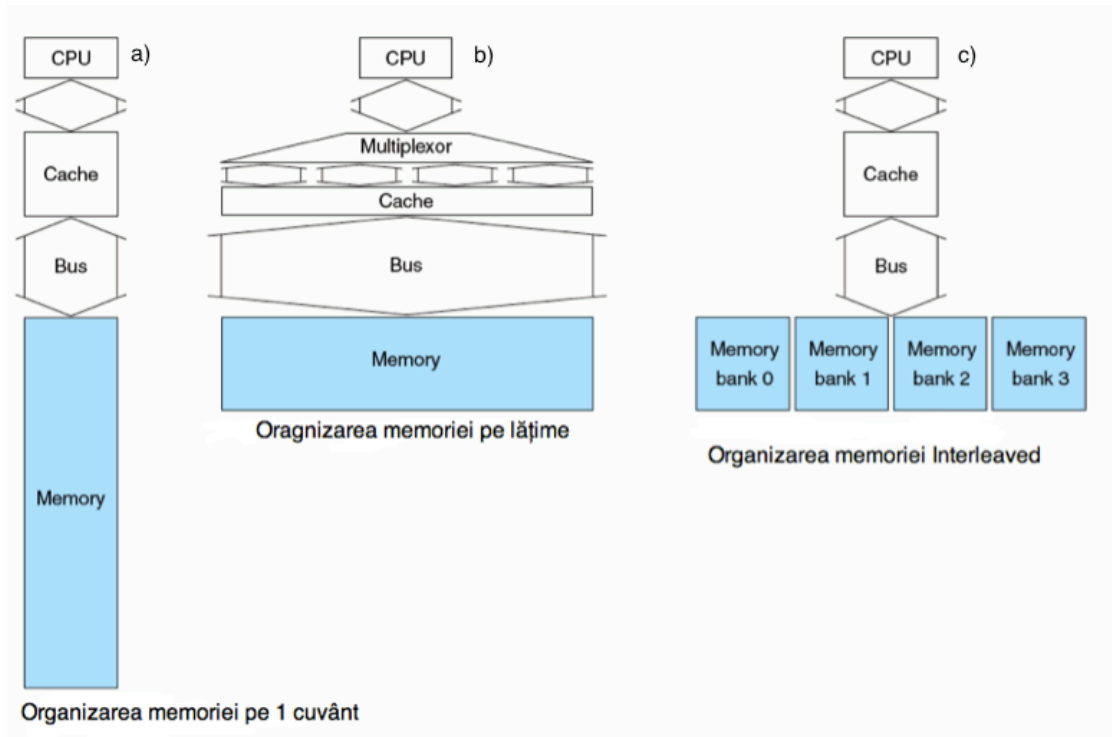 CPU
a)
Cache
Bus
Memory
Organizarea memoriei pe 1 cuvânt
CPU
b)
Multiplexor
Cache
Bus
Memory
Oragnizarea memoriei pe lățime
CPU
c)
Cache
Bus
Memory
bank 0
Memory
bank 1
Memory
bank 2
Memory
bank 3
Organizarea memoriei Interleaved